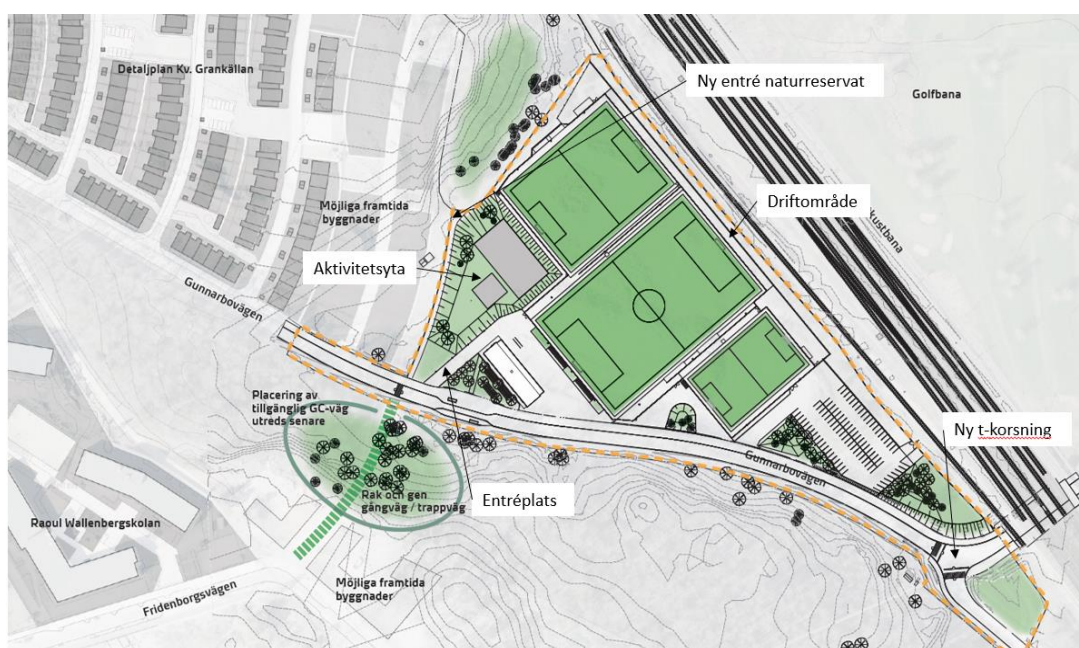 Detaljplan Kv. Grankällan
Ny entré naturreservat
Golfbana
Driftområde
Möjliga framtida
byggnader
Aktivitetsyta
Gunnarbovägen
Placering av
tillgänglig GC-väg
utreds senare
Ny t-korsning
Gunnarbovägen
Rak och gen
gångväg / trappväg
Entréplats
Raoul Wallenbergskolan
Möjliga framtida
byggnader
Fridenborgsvägen